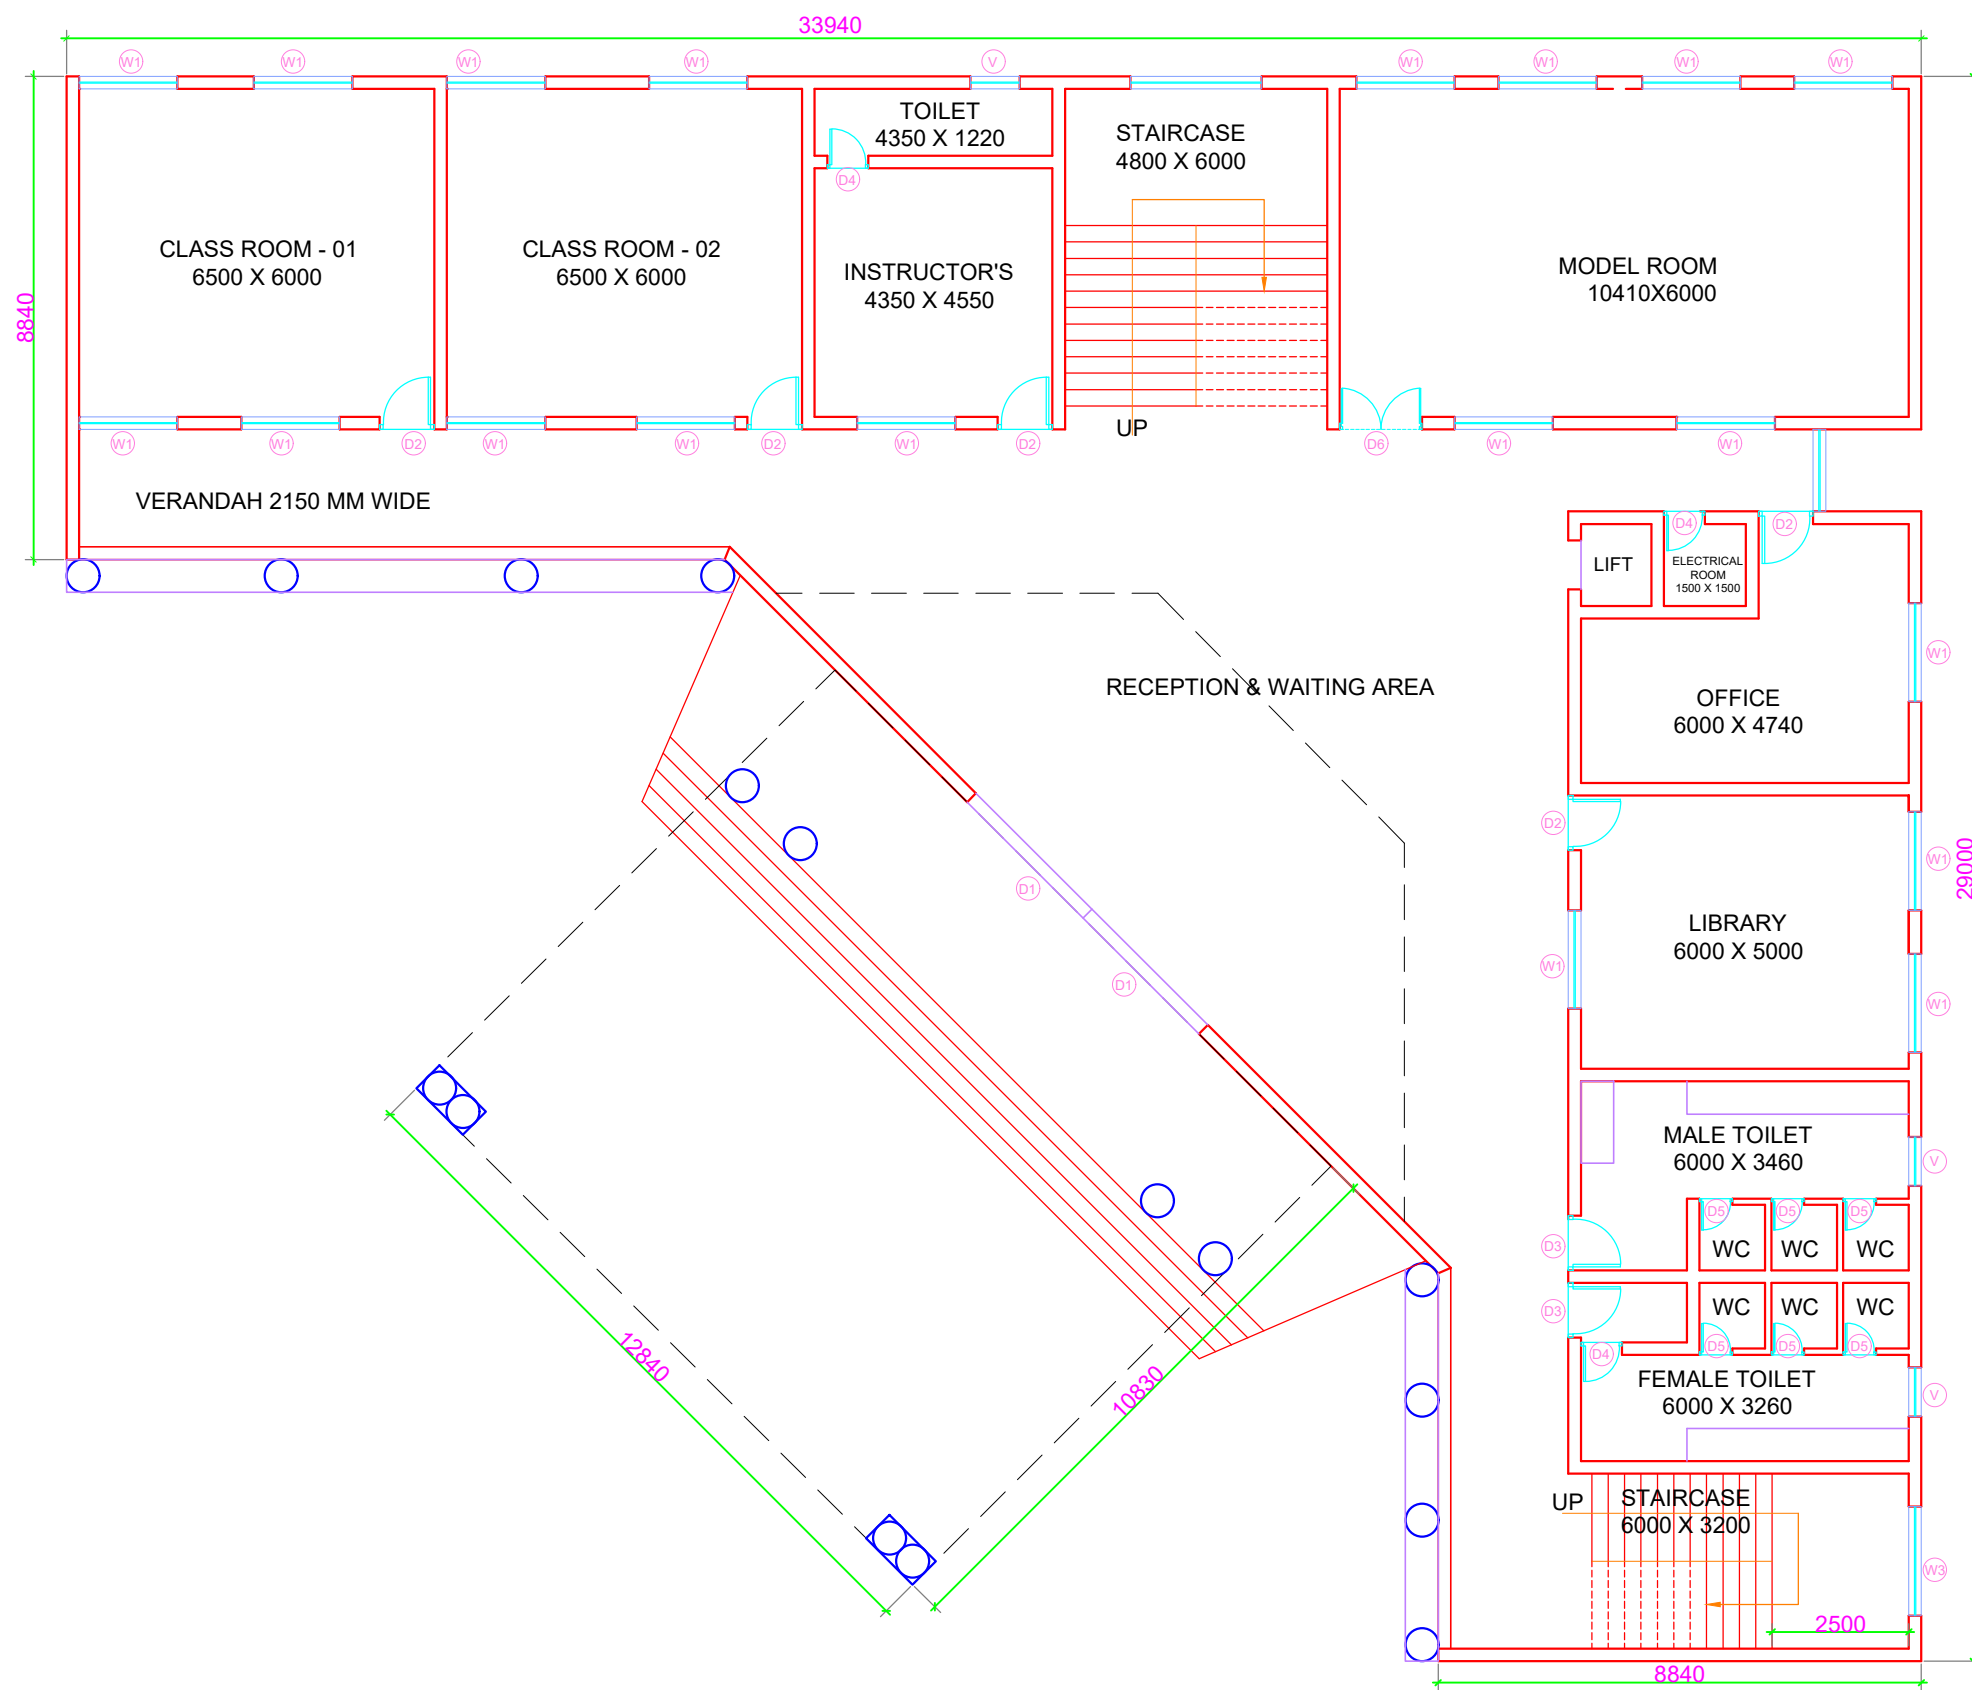 33940
W1 W1 W1 W1 V W1 W1 W1 W1
TOILET
4350 X 1220
D4
STAIRCASE
4800 X 6000
CLASS ROOM - 01
6500 X 6000
CLASS ROOM - 02
6500 X 6000
INSTRUCTOR'S
4350 X 4550
MODEL ROOM
10410X6000
8840
UP
W1 W1 D2 W1 W1 D2 W1 D2 D6 W1 W1
VERANDAH 2150 MM WIDE
D4 D2
LIFT
ELECTRICAL
ROOM
1500 X 1500
W1
RECEPTION & WAITING AREA
OFFICE
6000 X 4740
D2
W1
29000
D1
LIBRARY
6000 X 5000
W1
D1
W1
MALE TOILET
6000 X 3460
V
D5 D5 D5
D3
WC WC WC
D3
WC WC WC
D4
D5 D5 D5
FEMALE TOILET
6000 X 3260
V
12840
10830
UP
STAIRCASE
6000 X 3200
W3
2500
8840